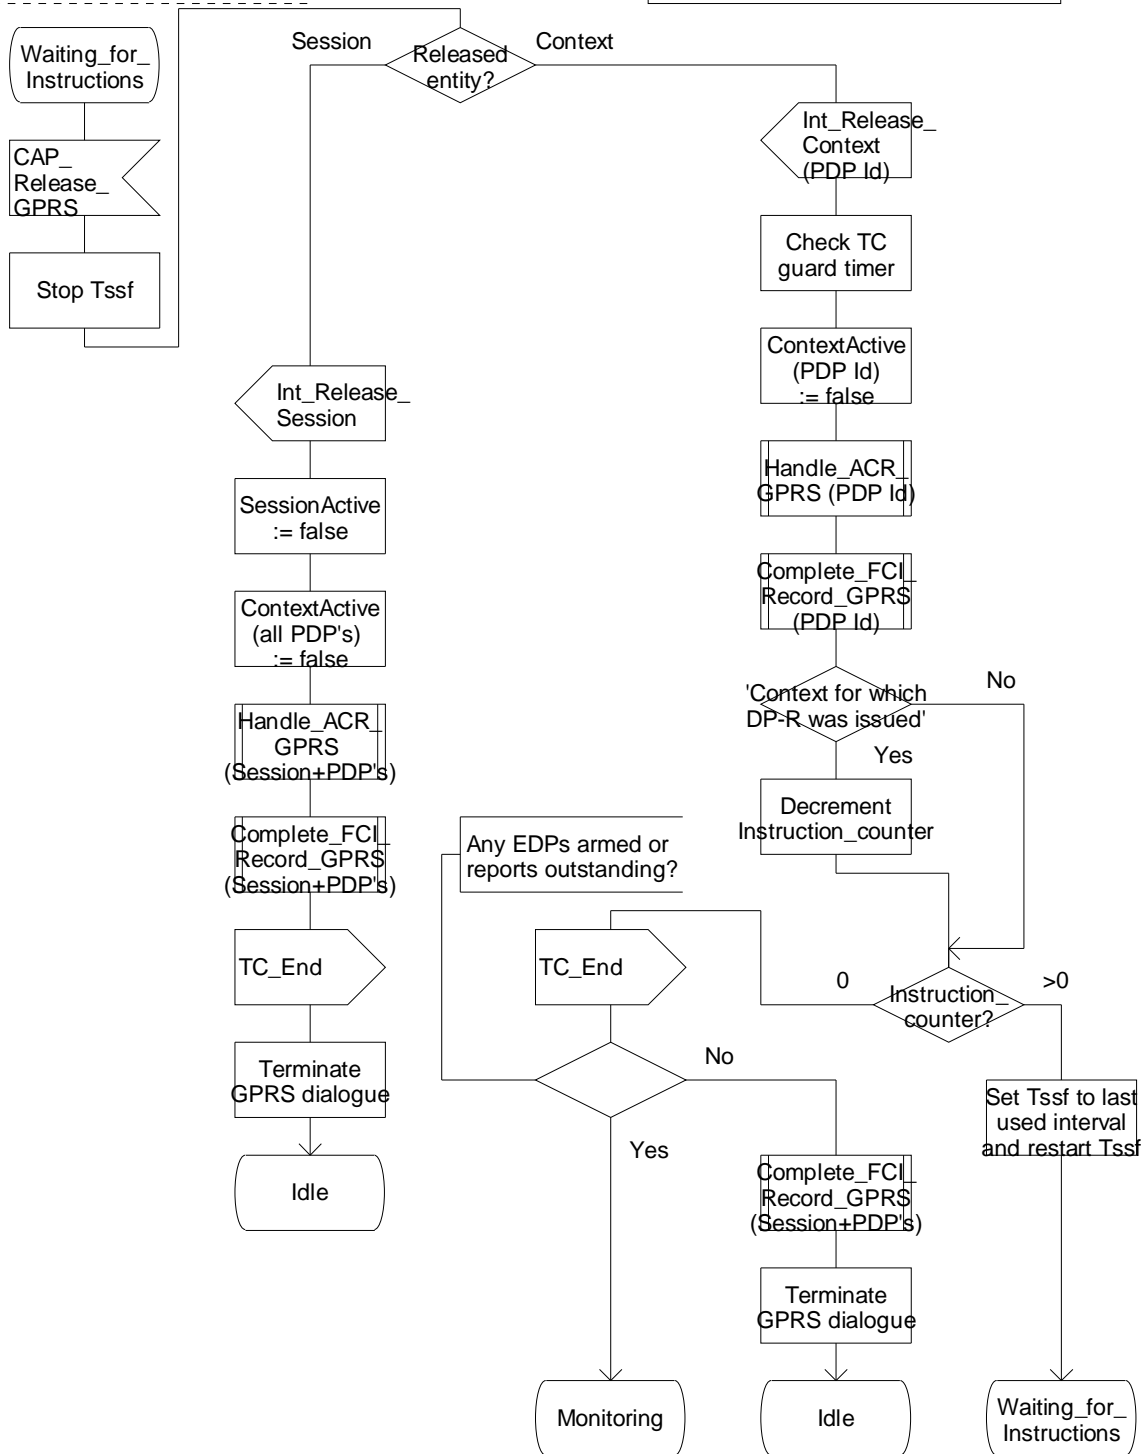 Waiting_for_
Instructions
CAP_
Release_
GPRS
Stop Tssf
Session
Released
entity?
Context
Int_Release_
Session
SessionActive
:= false
ContextActive
(all PDP's)
:= false
Handle_ACR_
GPRS
(Session+PDP's)
Complete_FCI_
Record_GPRS
(Session+PDP's)
TC_End
Terminate
GPRS dialogue
Idle
Int_Release_
Context
(PDP Id)
Check TC
guard timer
ContextActive
(PDP Id)
:= false
Handle_ACR_
GPRS (PDP Id)
Complete_FCI_
Record_GPRS
(PDP Id)
'Context for which
DP-R was issued'
No
Yes
Decrement
Instruction_counter
Instruction_
counter?
0
>0
TC_End
Any EDPs armed or
reports outstanding?
No
Yes
Complete_FCI_
Record_GPRS
(Session+PDP's)
Terminate
GPRS dialogue
Set Tssf to last
used interval
and restart Tssf
Monitoring
Idle
Waiting_for_
Instructions